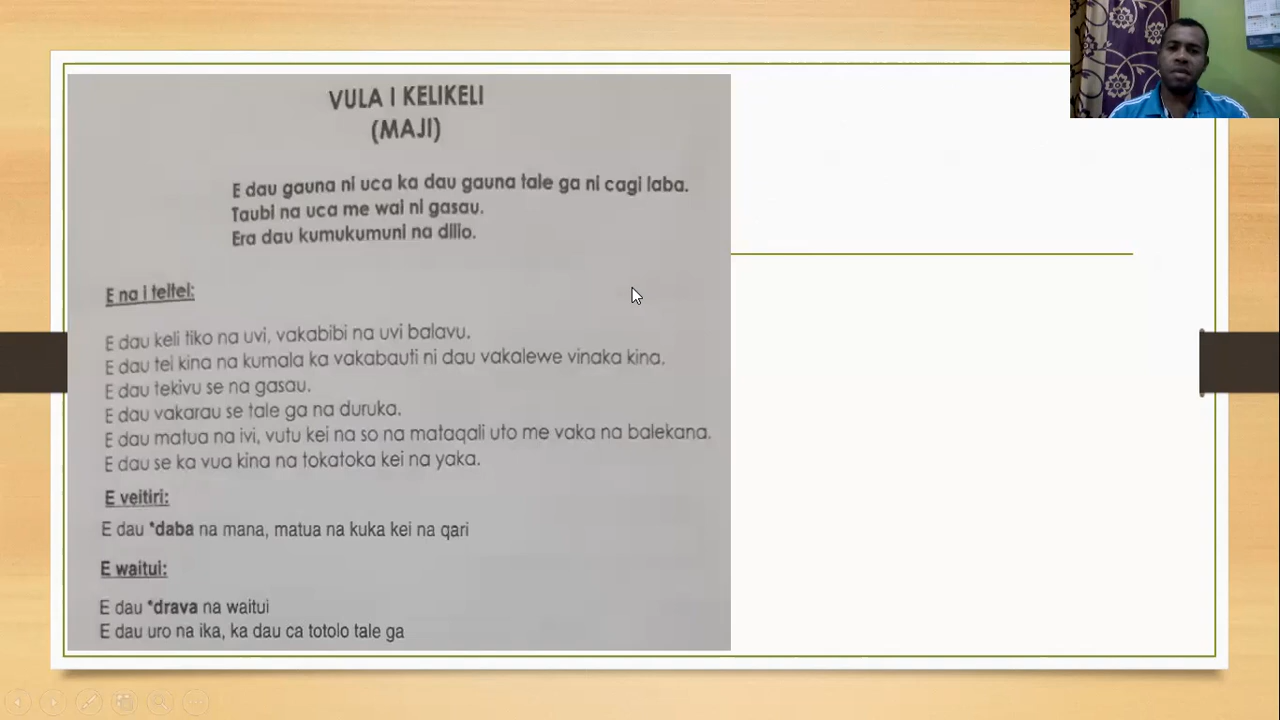 VULA I KELIKELI
(MAJI)
E dau gauna ni uca ka dau gauna tale ga ni cagi laba.
Taubi na uca me wai ni gasau.
Era dau kumukumuni na dilio.
E na i teitei:
E dau keli tiko na uvi, vakabibi na uvi balavu.
E dau tei kina na kumala ka vakabauti ni dau vakalewe vinaka kina.
E dau tekivu se na gasau.
E dau vakarau se tale ga na duruka.
E dau matua na ivi, vutu kei na so na mataqali uto me vaka na balekana.
E dau se ka vua kina na tokatoka kei na yaka.
E veitiri:
E dau *daba na mana, matua na kuka kei na qari
E waitui:
E dau *drava na waitui
E dau uro na ika, ka dau ca totolo tale ga